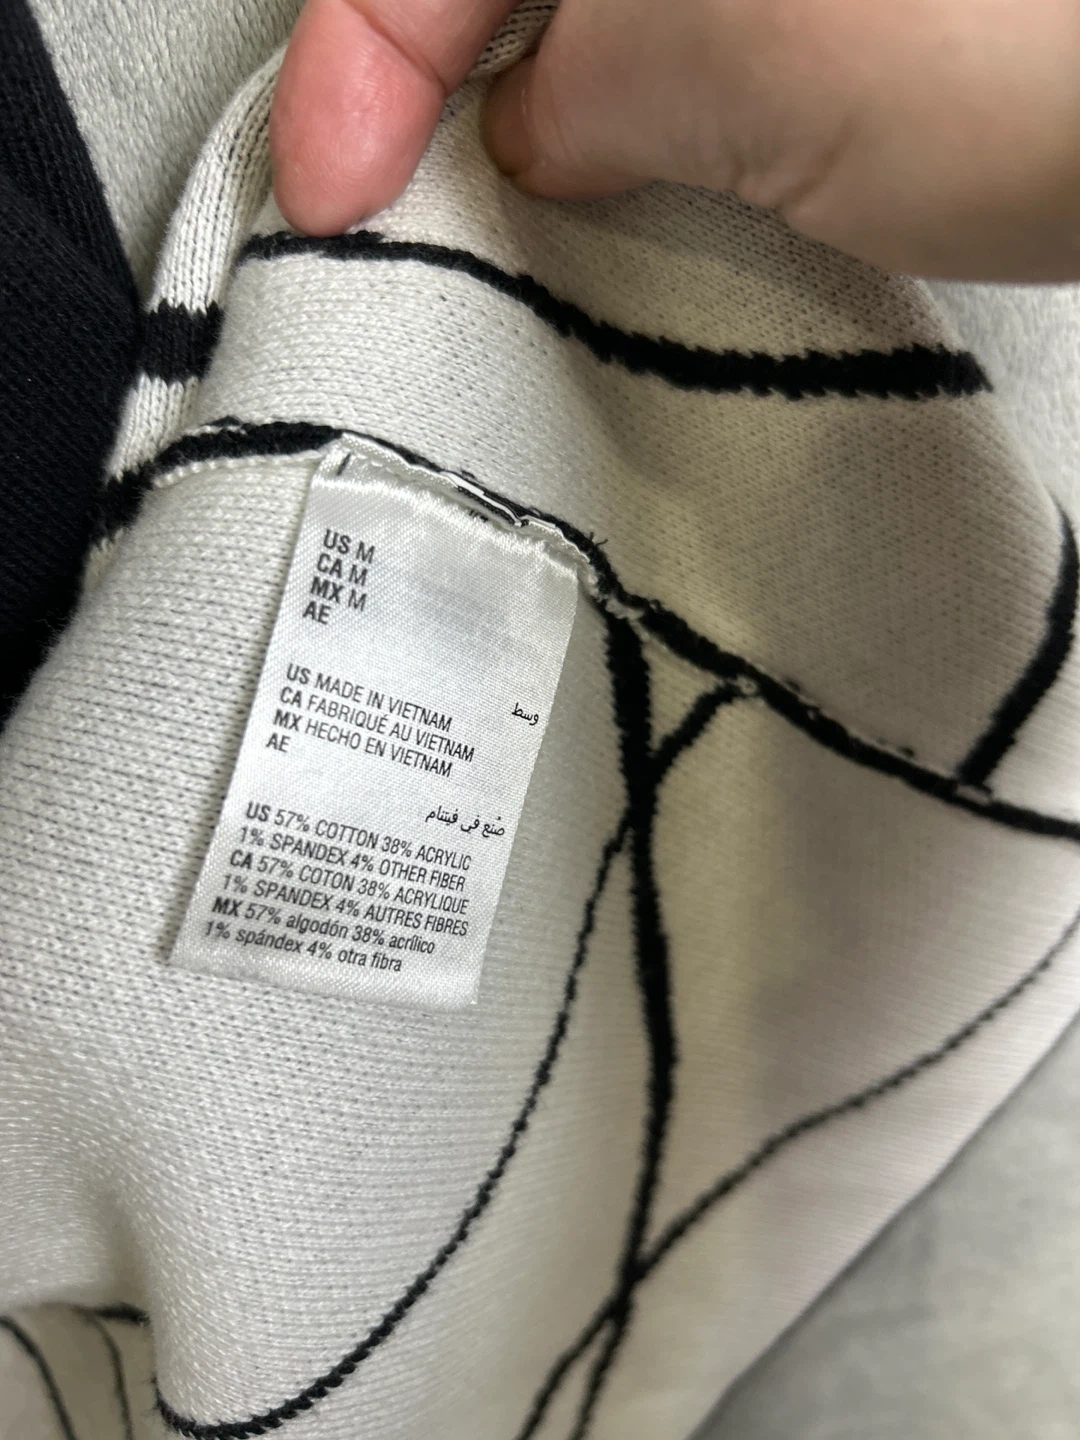 US M
CA M
MX M
AE
وسط
US MADE IN VIETNAM
CA FABRIQUÉ AU VIETNAM
MX HECHO EN VIETNAM
AE
صُنع في فيتنام
US 57% COTTON 38% ACRYLIC
1% SPANDEX 4% OTHER FIBER
CA 57% COTON 38% ACRYLIQUE
1% SPANDEX 4% AUTRES FIBRES
MX 57% algodón 38% acrílico
1% spándex 4% otra fibra